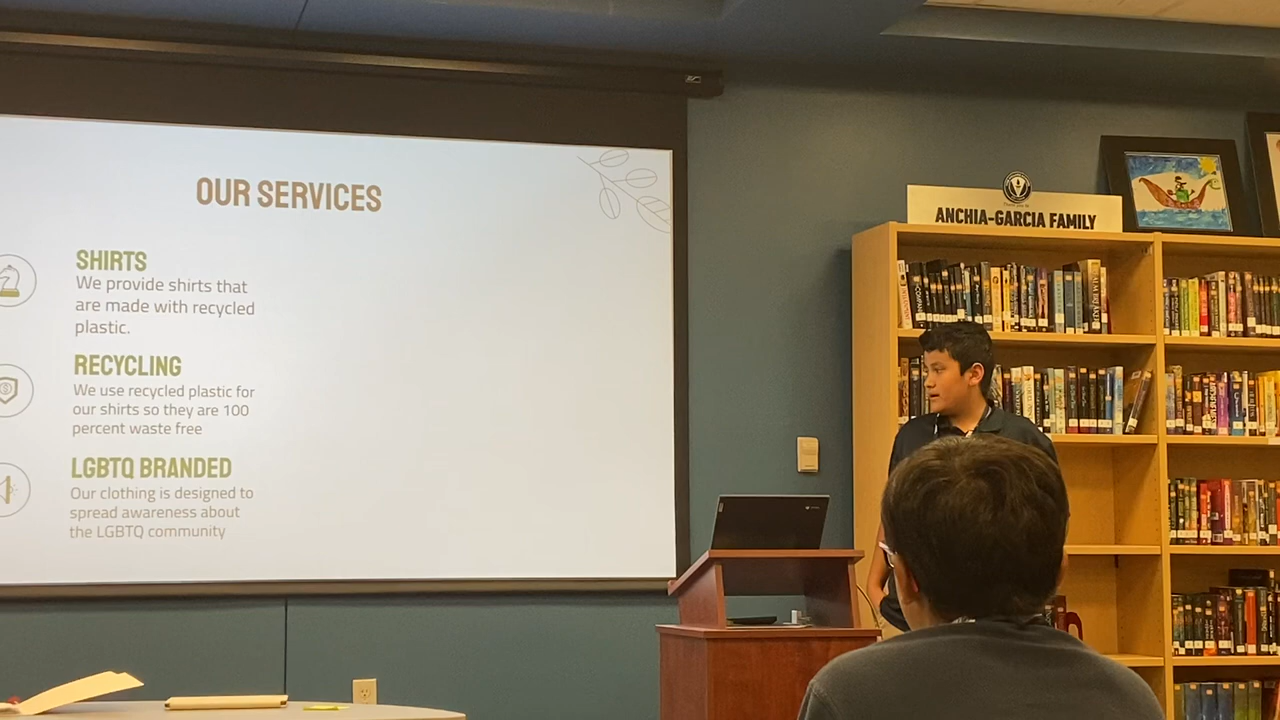 OUR SERVICES
SHIRTS
We provide shirts that
are made with recycled
plastic.
RECYCLING
We use recycled plastic for
our shirts so they are 100
percent waste free
LGBTQ BRANDED
Our clothing is designed to
spread awareness about
the LGBTQ community
ANCHIA-GARCIA FAMILY